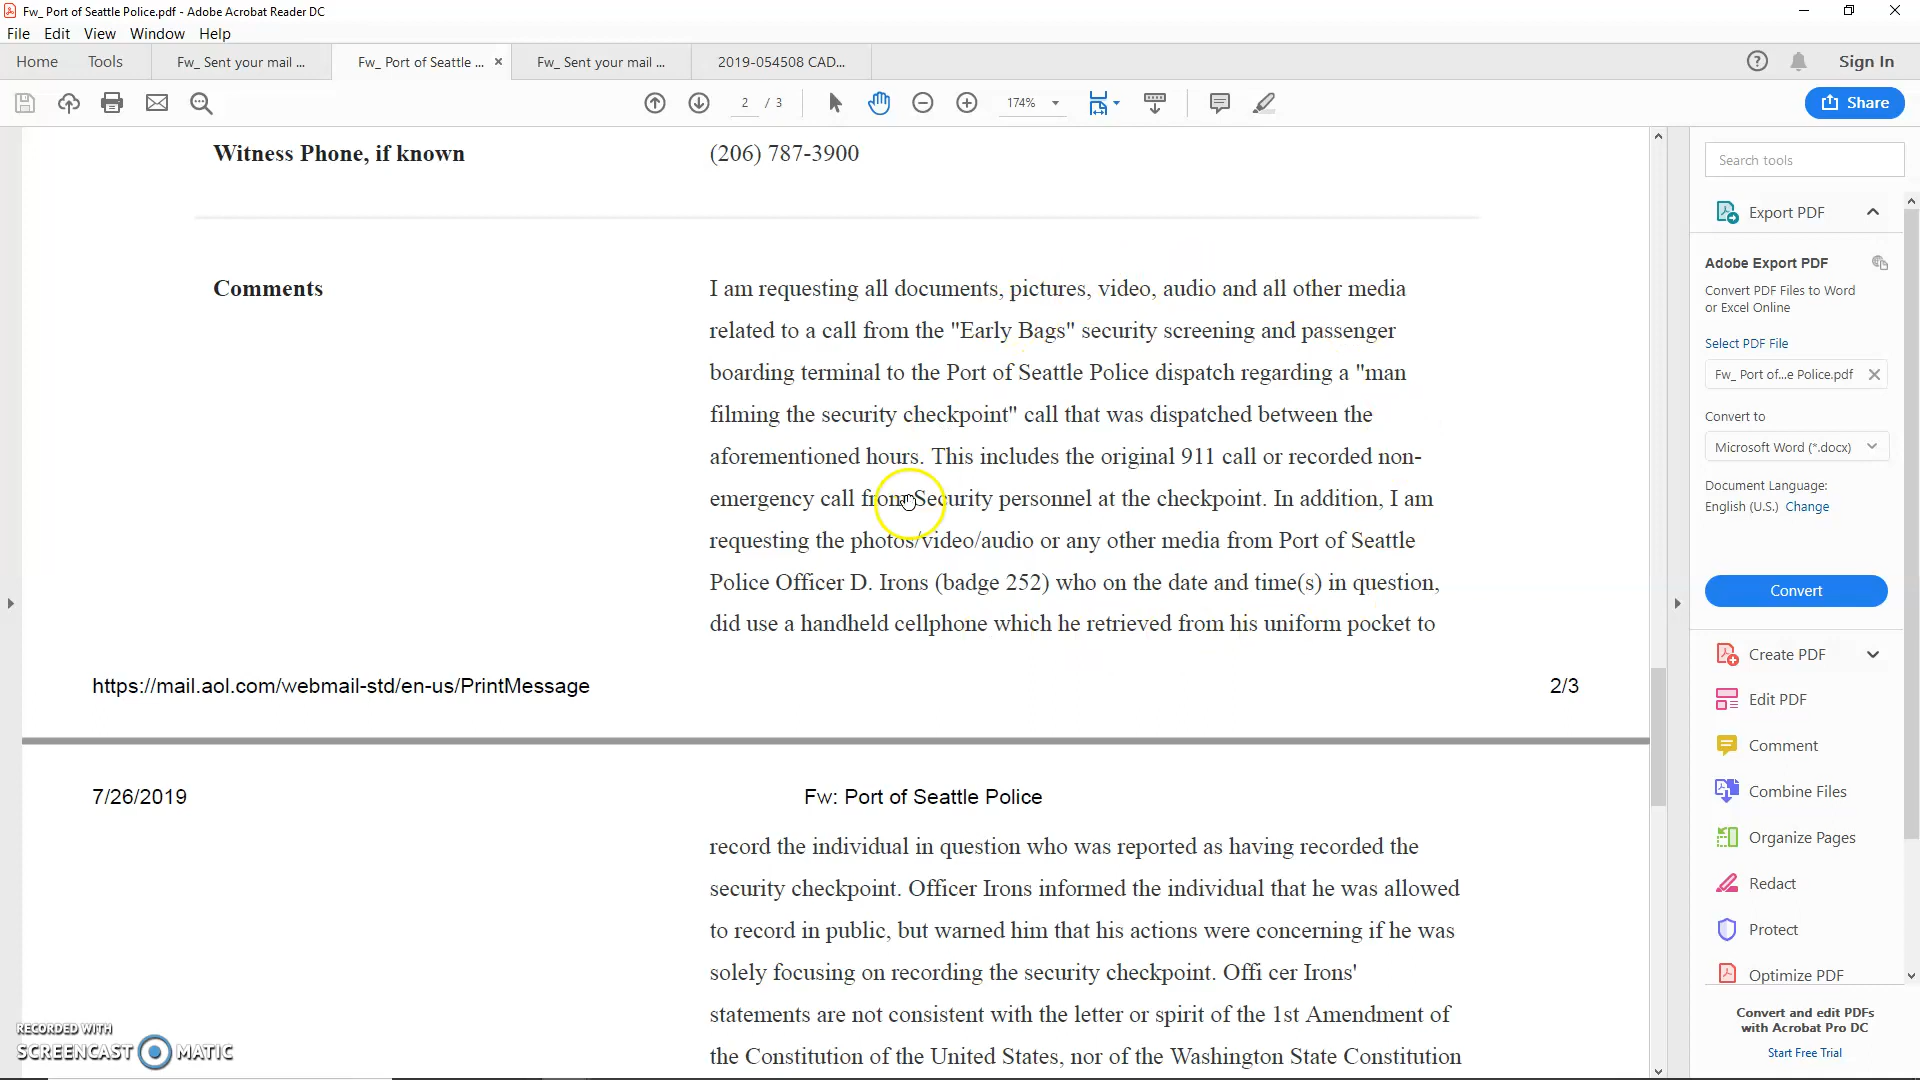 Fw_ Port of Seattle Police.pdf - Adobe Acrobat Reader DC
File Edit View Window Help
Home Tools Fw_ Sent your mail ... Fw_ Port of Seattle ... Fw_ Sent your mail ... 2019-054508 CAD... Sign In
2 / 3 174% Share
Witness Phone, if known (206) 787-3900
Comments
I am requesting all documents, pictures, video, audio and all other media
related to a call from the "Early Bags" security screening and passenger
boarding terminal to the Port of Seattle Police dispatch regarding a "man
filming the security checkpoint" call that was dispatched between the
aforementioned hours. This includes the original 911 call or recorded non-
emergency call from Security personnel at the checkpoint. In addition, I am
requesting the photos/video/audio or any other media from Port of Seattle
Police Officer D. Irons (badge 252) who on the date and time(s) in question,
did use a handheld cellphone which he retrieved from his uniform pocket to
https://mail.aol.com/webmail-std/en-us/PrintMessage 2/3
7/26/2019 Fw: Port of Seattle Police
record the individual in question who was reported as having recorded the
security checkpoint. Officer Irons informed the individual that he was allowed
to record in public, but warned him that his actions were concerning if he was
solely focusing on recording the security checkpoint. Offi cer Irons'
statements are not consistent with the letter or spirit of the 1st Amendment of
the Constitution of the United States, nor of the Washington State Constitution
Search tools
Export PDF
Adobe Export PDF
Convert PDF Files to Word
or Excel Online
Select PDF File
Fw_ Port of...e Police.pdf
Convert to
Microsoft Word (*.docx)
Document Language:
English (U.S.) Change
Convert
Create PDF
Edit PDF
Comment
Combine Files
Organize Pages
Redact
Protect
Optimize PDF
Convert and edit PDFs
with Acrobat Pro DC
Start Free Trial
RECORDED WITH
SCREENCAST MATIC